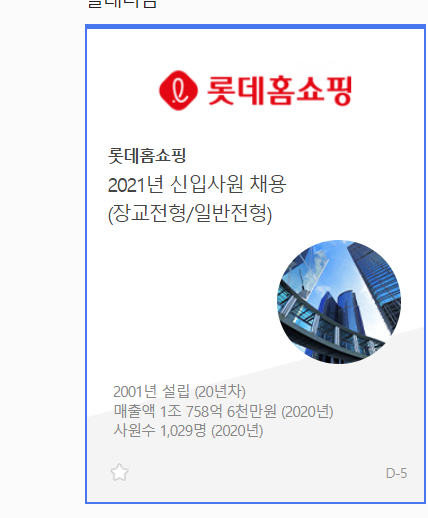 롯데홈쇼핑
롯데홈쇼핑
2021년 신입사원 채용
(장교전형/일반전형)
2001년 설립 (20년차)
매출액 1조 758억 6천만원 (2020년)
사원수 1,029명 (2020년)
D-5